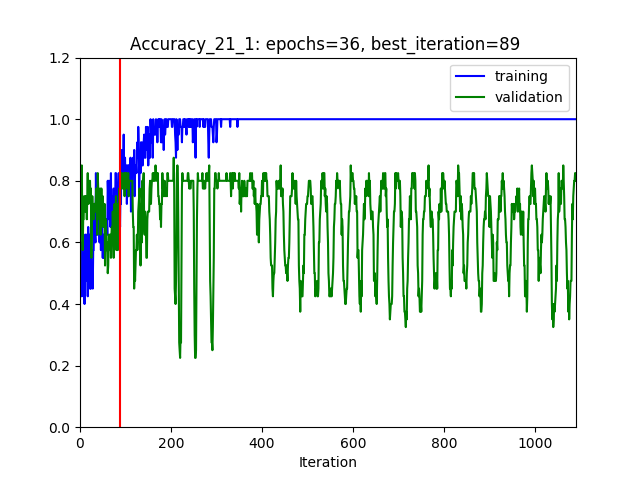 Accuracy_21_1: epochs=36, best_iteration=89
1.2
1.0
0.8
0.6
0.4
0.2
0.0
training
validation
0 200 400 600 800 1000
Iteration